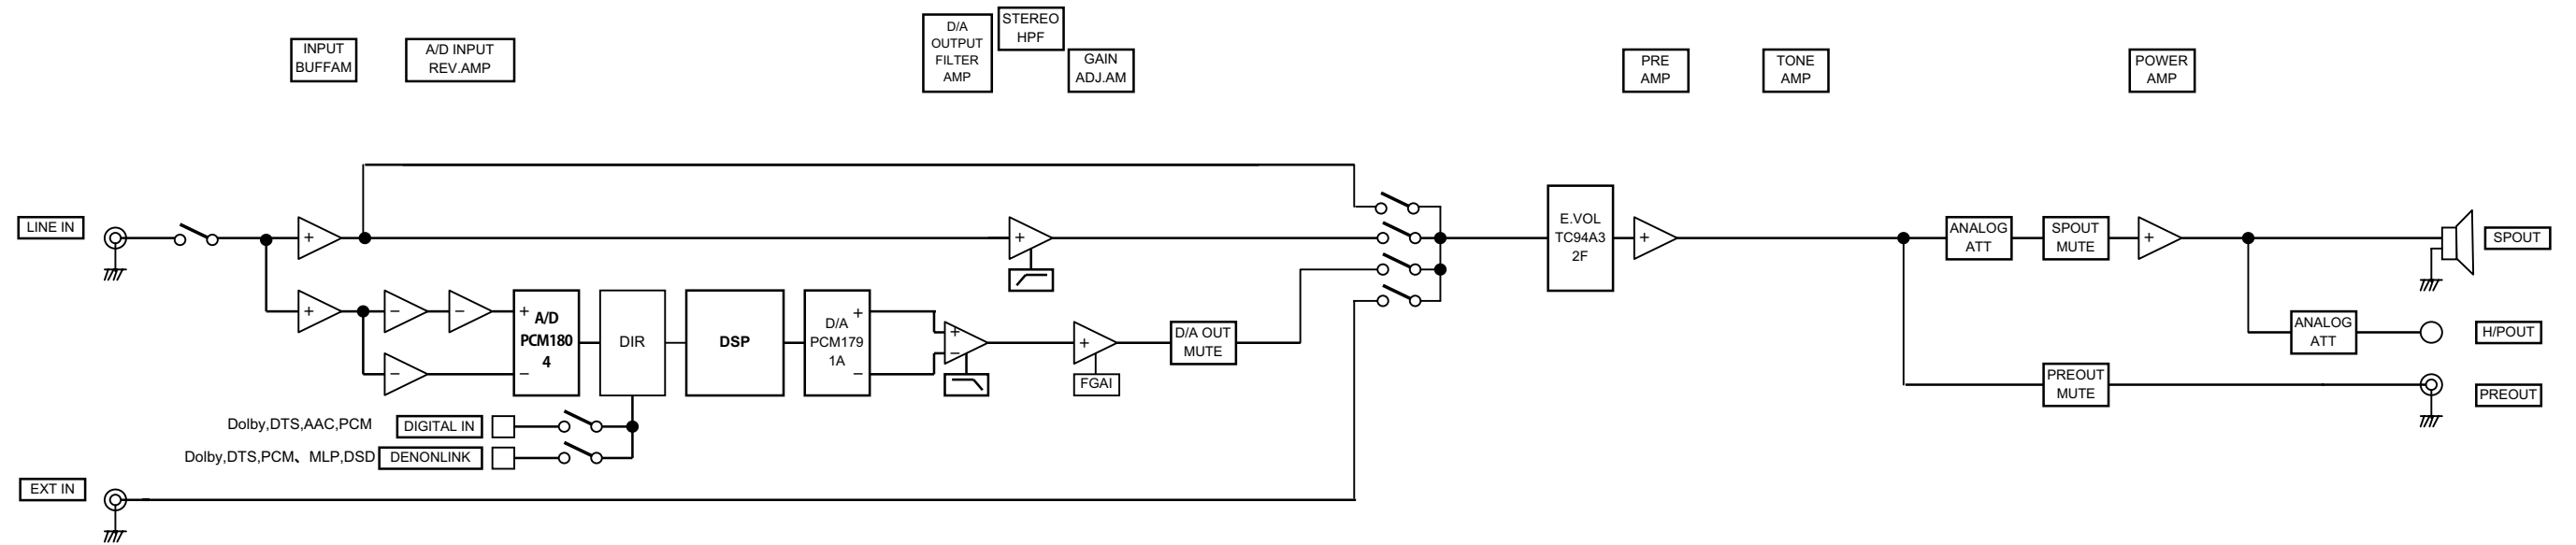 D/A
OUTPUT
FILTER
AMP
STEREO
HPF
INPUT
BUFFAM
A/D INPUT
REV.AMP
GAIN
ADJ.AM
PRE
AMP
TONE
AMP
POWER
AMP
LINE IN
+
+
E.VOL
TC94A3
2F
+
ANALOG
ATT
SPOUT
MUTE
+
SPOUT
+
−
−
+
A/D
PCM180
4
−
DIR
DSP
+
D/A
PCM179
1A
−
+
−
+
FGAI
D/A OUT
MUTE
ANALOG
ATT
H/POUT
−
PREOUT
MUTE
PREOUT
Dolby,DTS,AAC,PCM
DIGITAL IN
Dolby,DTS,PCM、MLP,DSD
DENONLINK
EXT IN